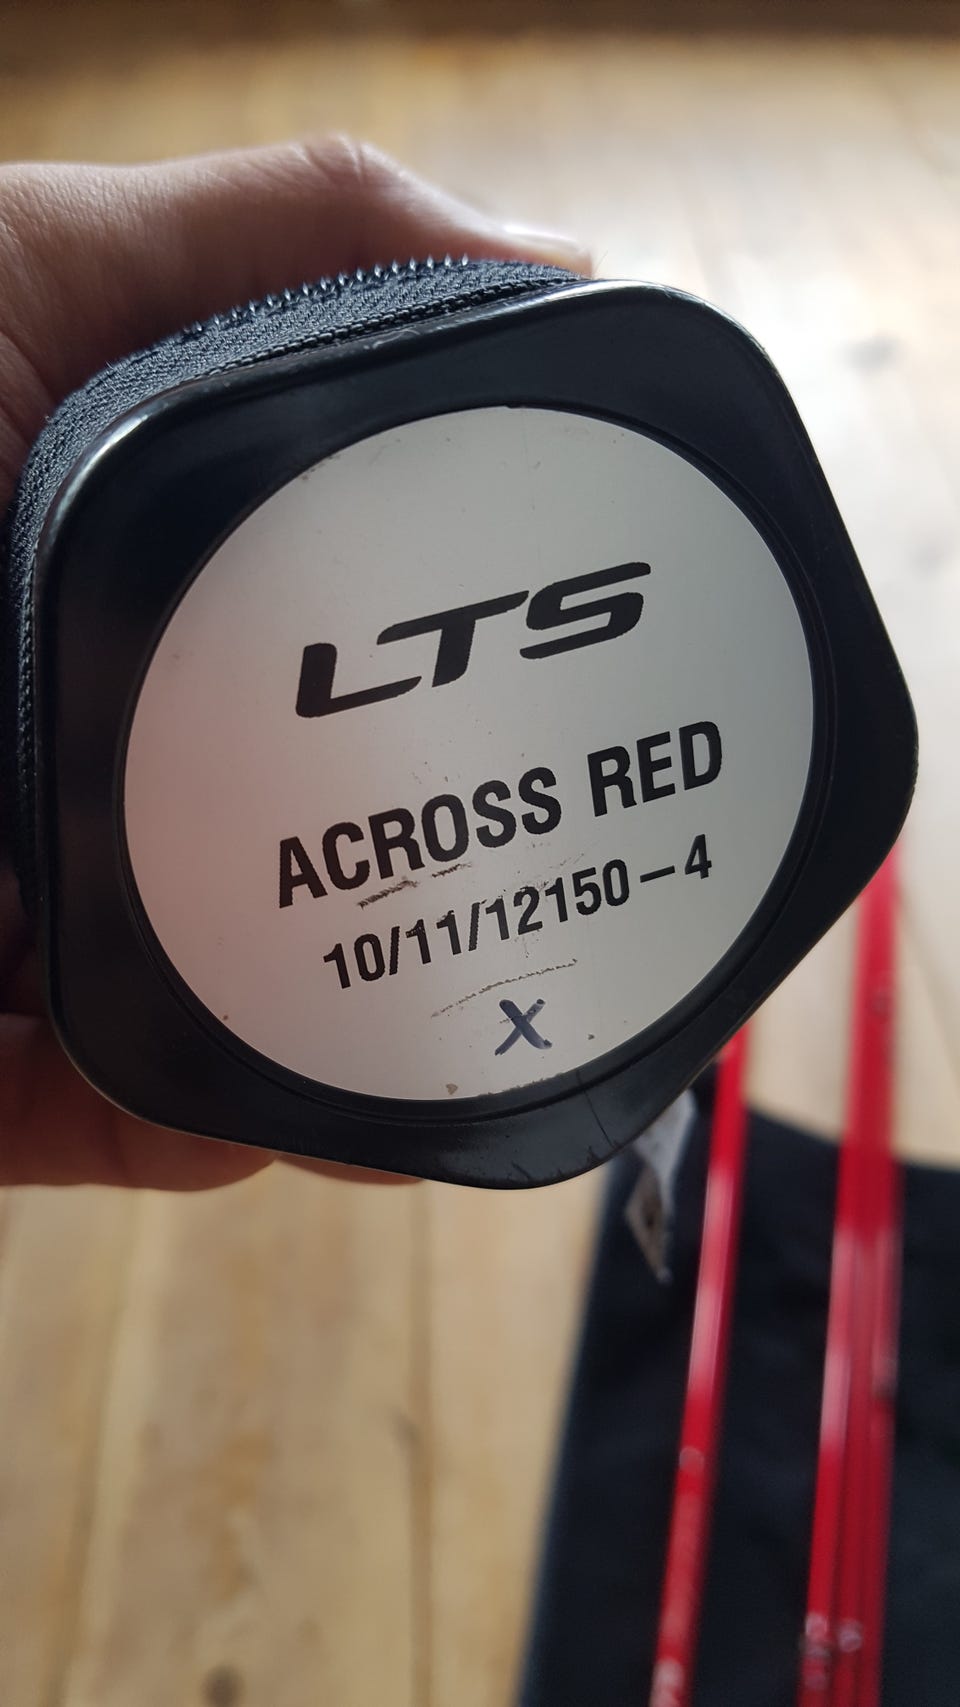 LTS
ACROSS RED
10/11/12150-4
X